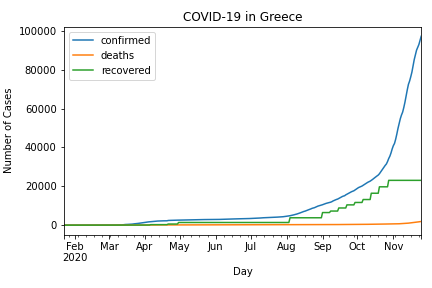 COVID-19 in Greece
confirmed
deaths
recovered
Number of Cases
100000
80000
60000
40000
20000
0
Feb Mar Apr May Jun Jul Aug Sep Oct Nov
2020
Day